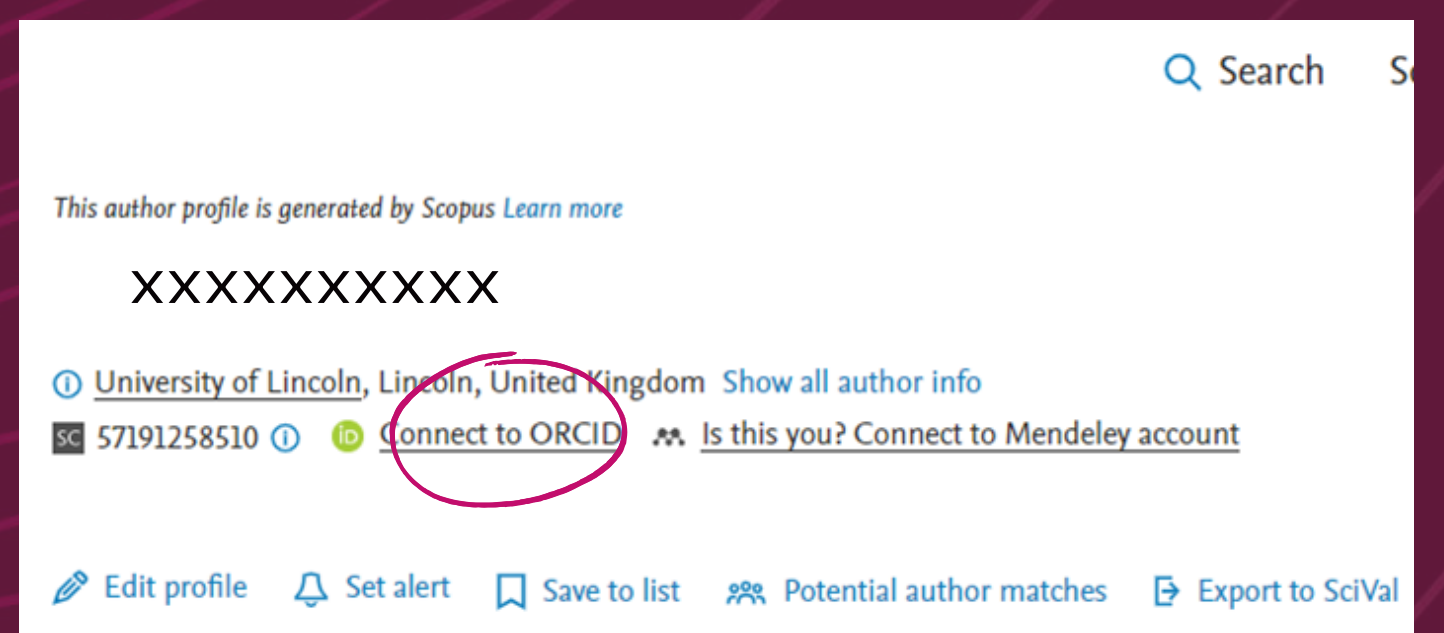 Search
This author profile is generated by Scopus Learn more
XXXXXXXXXX
University of Lincoln, Lincoln, United Kingdom Show all author info
SC 57191258510 iD Connect to ORCID Is this you? Connect to Mendeley account
Edit profile Set alert Save to list Potential author matches Export to SciVal